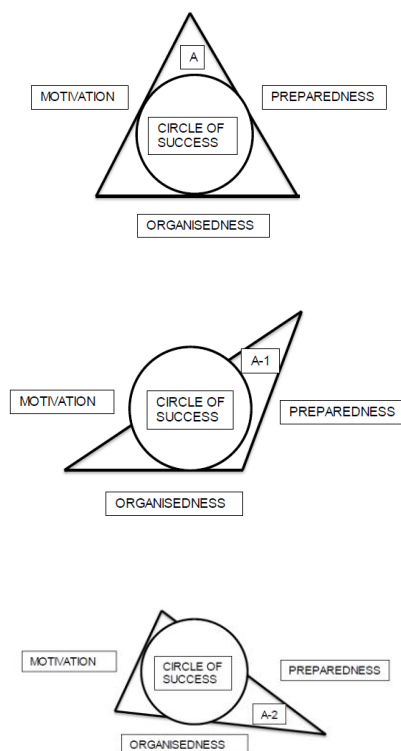 A
MOTIVATION
PREPAREDNESS
CIRCLE OF
SUCCESS
ORGANISEDNESS
A-1
MOTIVATION
CIRCLE OF
SUCCESS
PREPAREDNESS
ORGANISEDNESS
MOTIVATION
CIRCLE OF
SUCCESS
PREPAREDNESS
A-2
ORGANISEDNESS